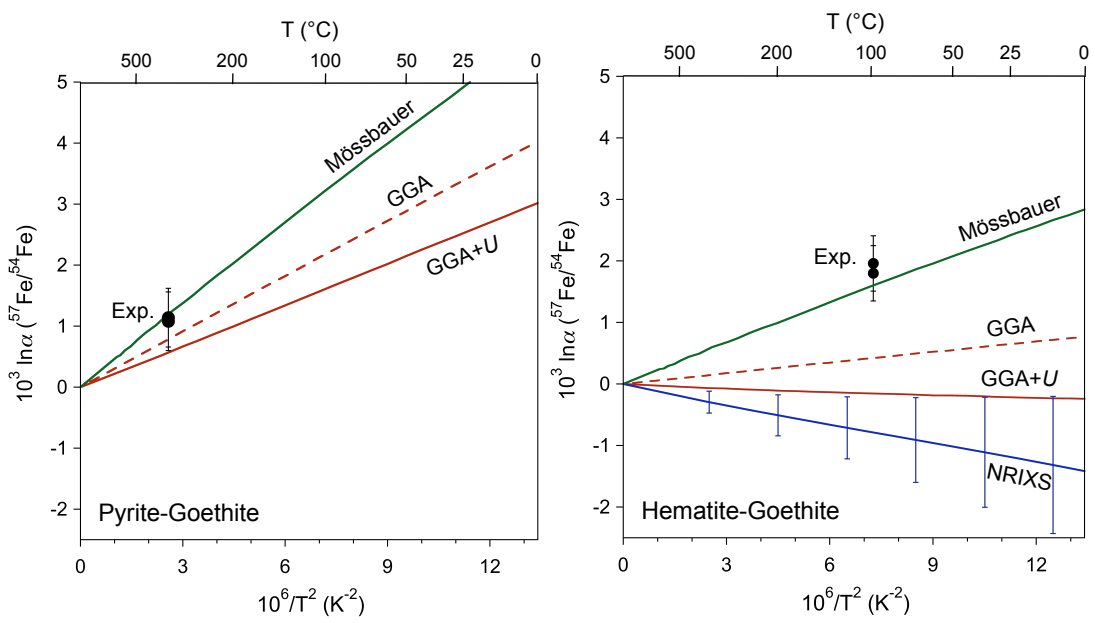 T (°C)
500 200 100 50 25 0
5
4
3
2
1
0
-1
-2
10³ lnα (⁵⁷Fe/⁵⁴Fe)
Mössbauer
GGA
GGA+U
Exp.
Pyrite-Goethite
0 3 6 9 12
10⁶/T² (K⁻²)
T (°C)
500 200 100 50 25 0
5
4
3
2
1
0
-1
-2
10³ lnα (⁵⁷Fe/⁵⁴Fe)
Mössbauer
Exp.
GGA
GGA+U
NRIXS
Hematite-Goethite
0 3 6 9 12
10⁶/T² (K⁻²)